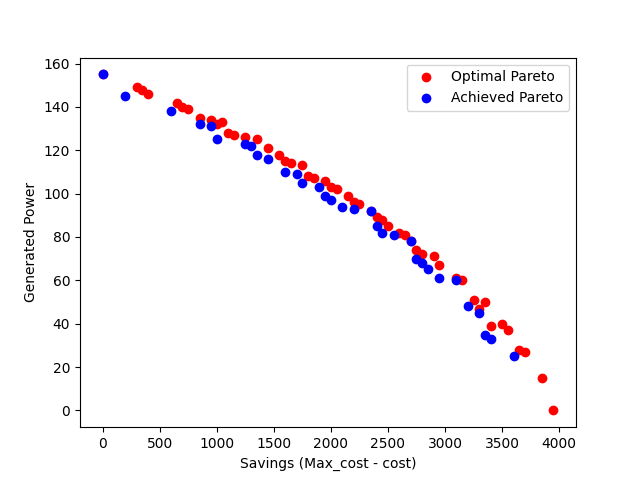 160
140
120
100
80
60
40
20
0
Generated Power
Optimal Pareto
Achieved Pareto
0 500 1000 1500 2000 2500 3000 3500 4000
Savings (Max_cost - cost)